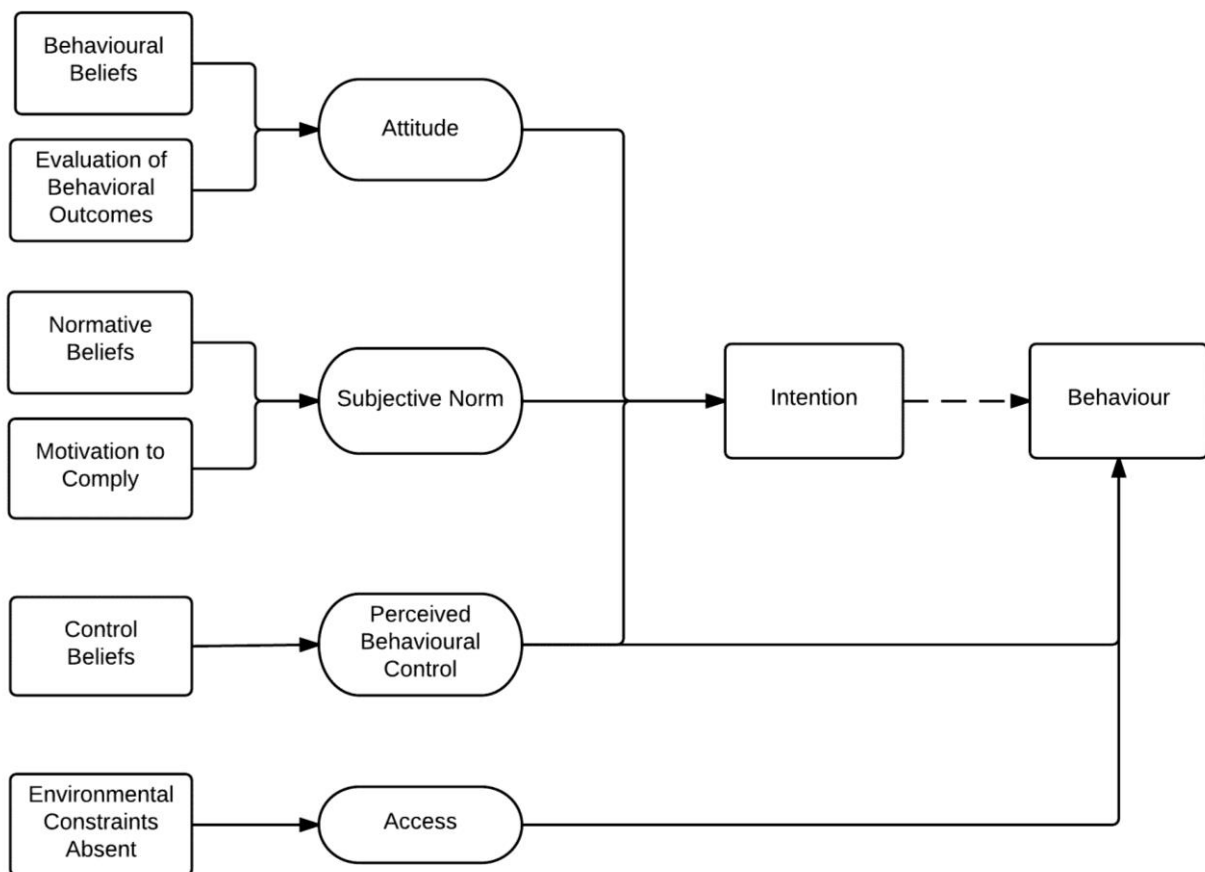 Behavioural
Beliefs
Attitude
Evaluation of
Behavioral
Outcomes
Normative
Beliefs
Subjective Norm
Intention
Behaviour
Motivation to
Comply
Control
Beliefs
Perceived
Behavioural
Control
Environmental
Constraints
Absent
Access